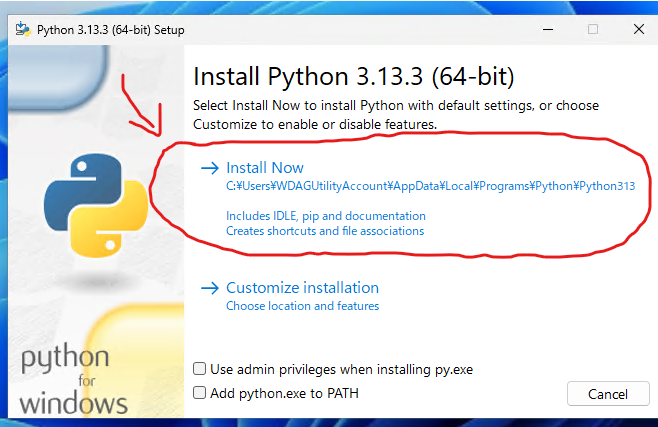 Python 3.13.3 (64-bit) Setup
Install Python 3.13.3 (64-bit)
Select Install Now to install Python with default settings, or choose
Customize to enable or disable features.
Install Now
C:¥Users¥WDAGUtilityAccount¥AppData¥Local¥Programs¥Python¥Python313
Includes IDLE, pip and documentation
Creates shortcuts and file associations
Customize installation
Choose location and features
Use admin privileges when installing py.exe
Add python.exe to PATH
Cancel
python
for
windows